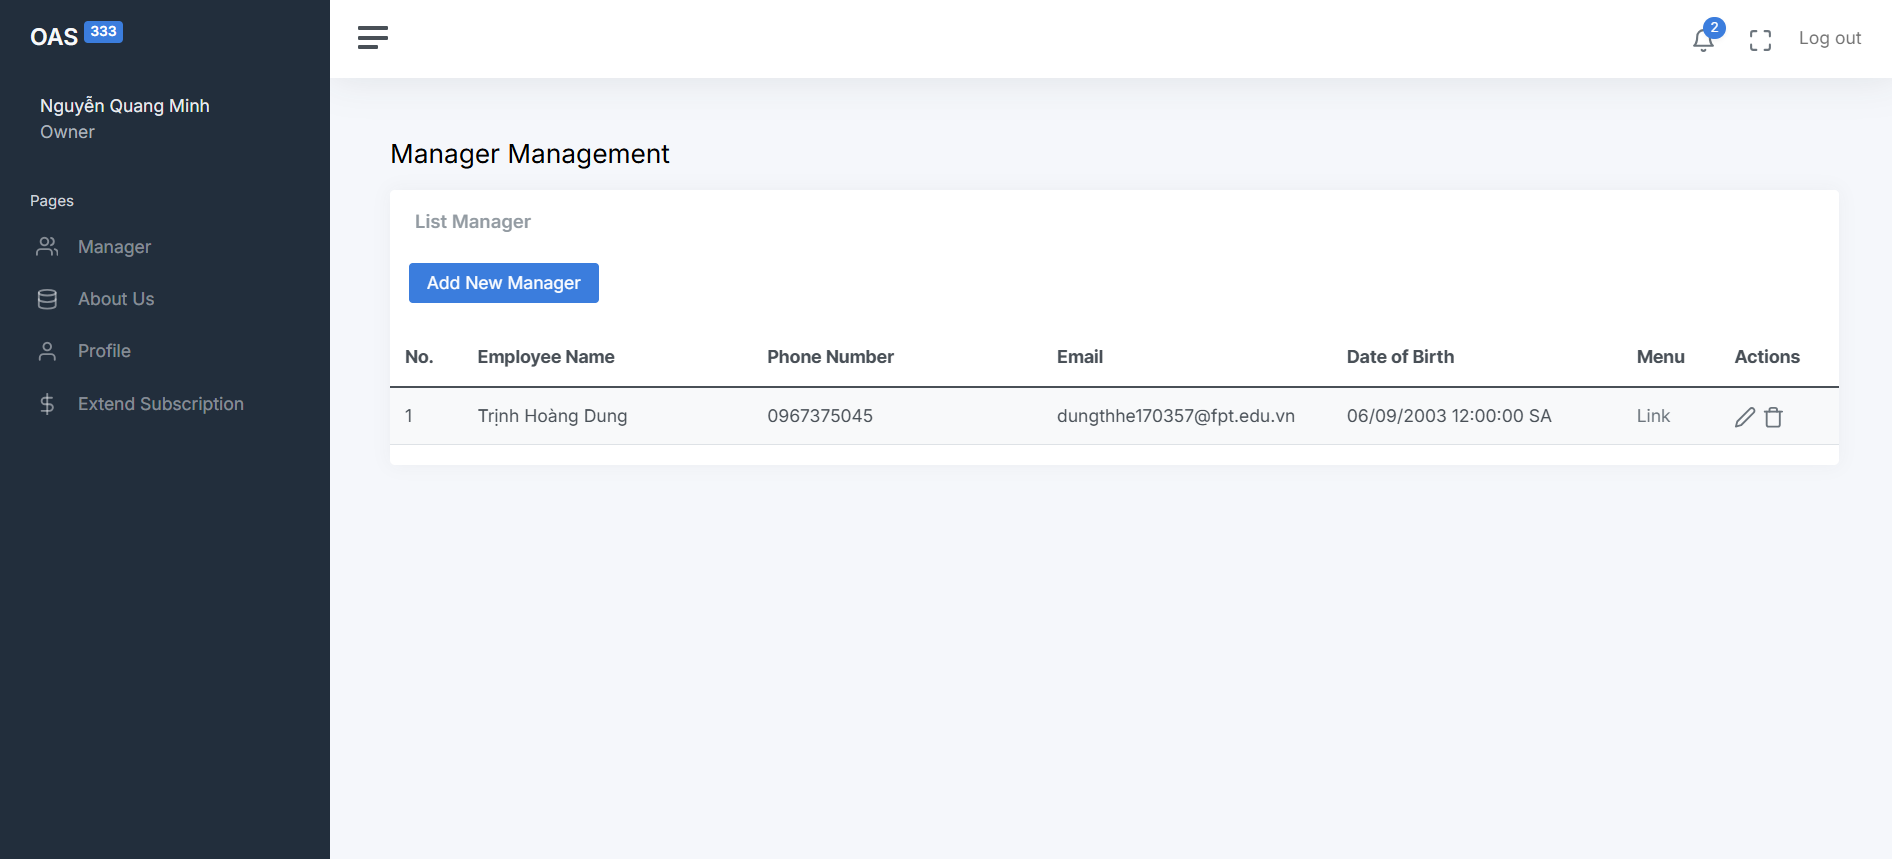 OAS 333
2
Log out
Nguyễn Quang Minh
Owner
Pages
Manager
About Us
Profile
Extend Subscription
Manager Management
List Manager
Add New Manager
No. Employee Name Phone Number Email Date of Birth Menu Actions
1 Trịnh Hoàng Dung 0967375045 dungthhe170357@fpt.edu.vn 06/09/2003 12:00:00 SA Link